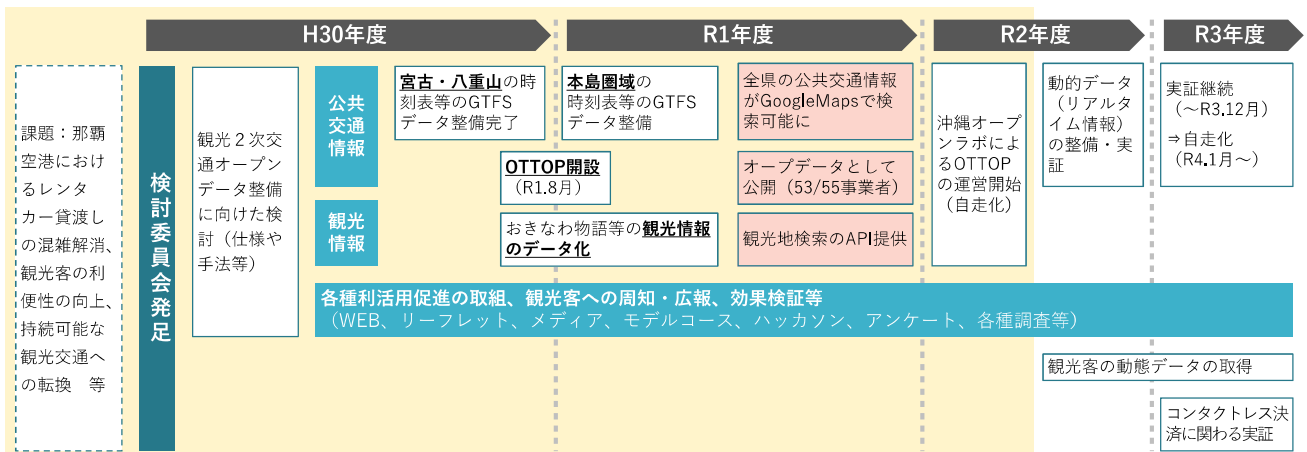 H30年度
R1年度
R2年度
R3年度
課題：那覇
空港におけ
るレンタ
カー貸渡し
の混雑解消、
観光客の利
便性の向上、
持続可能な
観光交通へ
の転換　等
検討委員会発足
観光２次交
通オープン
データ整備
に向けた検
討（仕様や
手法等）
公共
交通
情報
観光
情報
宮古・八重山の時
刻表等のGTFS
データ整備完了
本島圏域の
時刻表等のGTFS
データ整備
全県の公共交通情報
がGoogleMapsで検
索可能に
OTTOP開設
（R1.8月）
オープデータとして
公開（53/55事業者）
おきなわ物語等の観光情報
のデータ化
観光地検索のAPI提供
沖縄オープ
ンラボによ
るOTTOP
の運営開始
（自走化）
動的データ
（リアルタ
イム情報）
の整備・実
証
実証継続
（～R3.12月）
⇒自走化
（R4.1月～）
各種利活用促進の取組、観光客への周知・広報、効果検証等
（WEB、リーフレット、メディア、モデルコース、ハッカソン、アンケート、各種調査等）
観光客の動態データの取得
コンタクトレス決
済に関わる実証